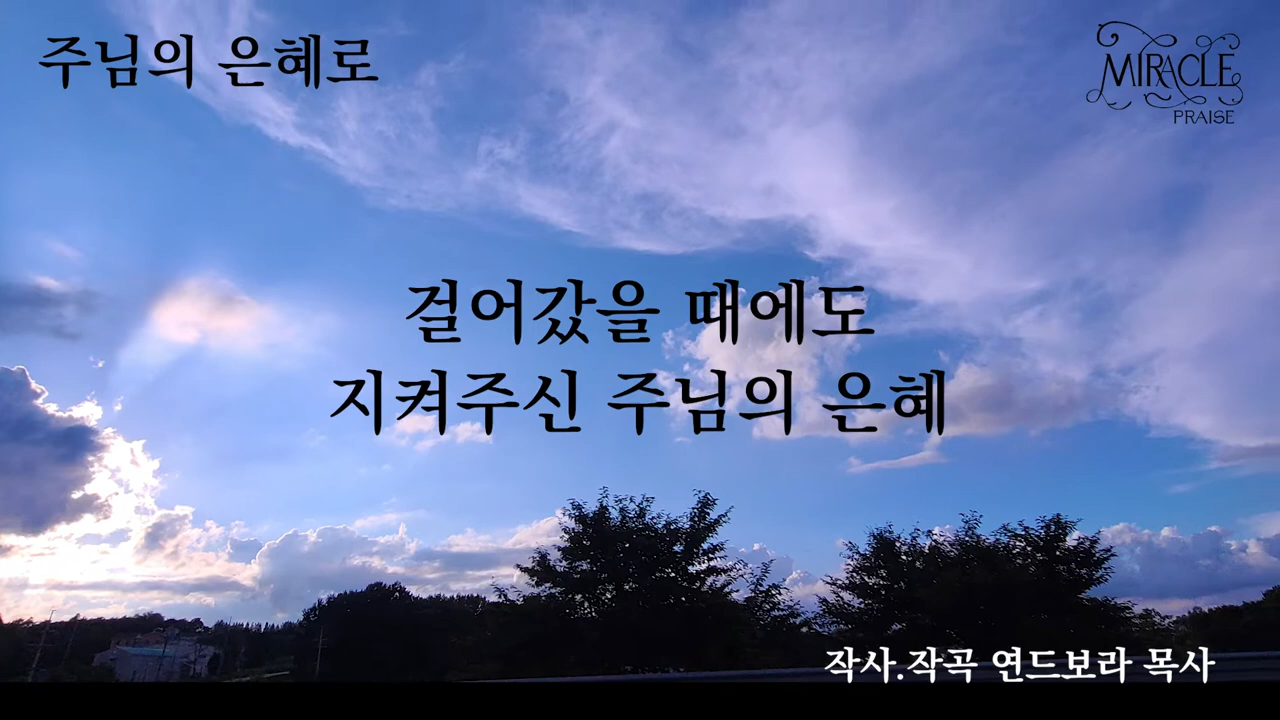 주님의 은혜로
MIRACLE
PRAISE
걸어갔을 때에도
지켜주신 주님의 은혜
작사.작곡 연드보라 목사